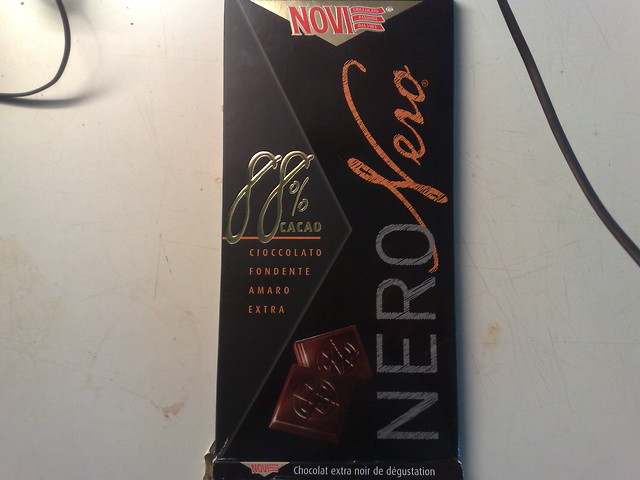 NOVI
88%
CACAO
CIOCCOLATO
FONDENTE
AMARO
EXTRA
NERO Nero®
NOVI
Chocolat extra noir de dégustation